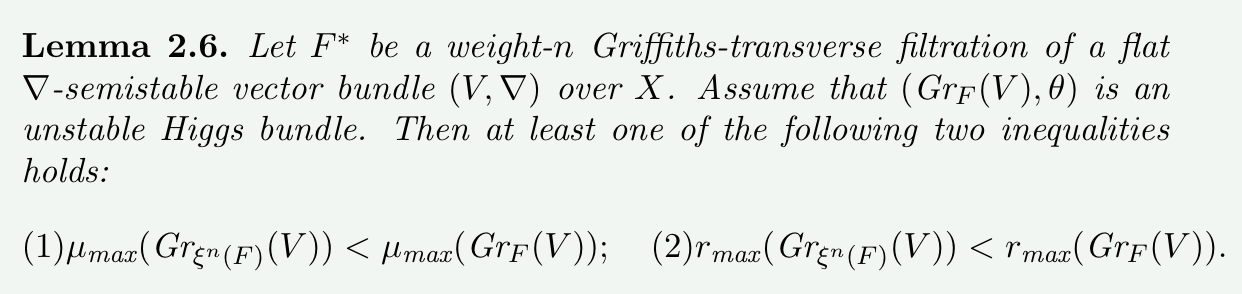 Lemma 2.6. Let F* be a weight-n Griffiths-transverse filtration of a flat
∇-semistable vector bundle (V, ∇) over X. Assume that (Gr_F(V), θ) is an
unstable Higgs bundle. Then at least one of the following two inequalities
holds:
(1)μ_max(Gr_{ξ^n(F)}(V)) < μ_max(Gr_F(V)); (2)r_max(Gr_{ξ^n(F)}(V)) < r_max(Gr_F(V)).